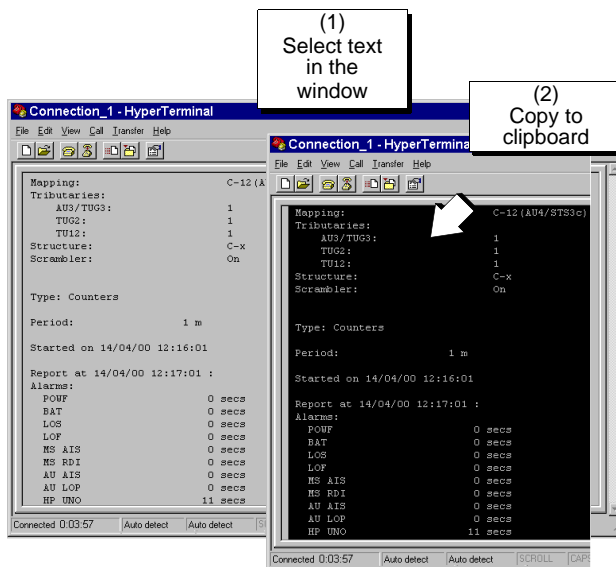 (1)
Select text
in the
window
(2)
Copy to
clipboard
Connection_1 - HyperTerminal
File Edit View Call Transfer Help
Mapping: C-12(A
Tributaries:
AU3/TUG3: 1
TUG2: 1
TU12: 1
Structure: C-x
Scrambler: On
Type: Counters
Period: 1 m
Started on 14/04/00 12:16:01
Report at 14/04/00 12:17:01 :
Alarms:
POWF 0 secs
BAT 0 secs
LOS 0 secs
LOF 0 secs
MS AIS 0 secs
MS RDI 0 secs
AU AIS 0 secs
AU LOP 0 secs
HP UNO 11 secs
Connected 0:03:57 Auto detect Auto detect
Connection_1 - HyperTermina
File Edit View Call Transfer Help
Mapping: C-12(AU4/STS3c)
Tributaries:
AU3/TUG3: 1
TUG2: 1
TU12: 1
Structure: C-x
Scrambler: On
Type: Counters
Period: 1 m
Started on 14/04/00 12:16:01
Report at 14/04/00 12:17:01 :
Alarms:
POWF 0 secs
BAT 0 secs
LOS 0 secs
LOF 0 secs
MS AIS 0 secs
MS RDI 0 secs
AU AIS 0 secs
AU LOP 0 secs
HP UNO 11 secs
Connected 0:03:57 Auto detect Auto detect SCROLL CAPS